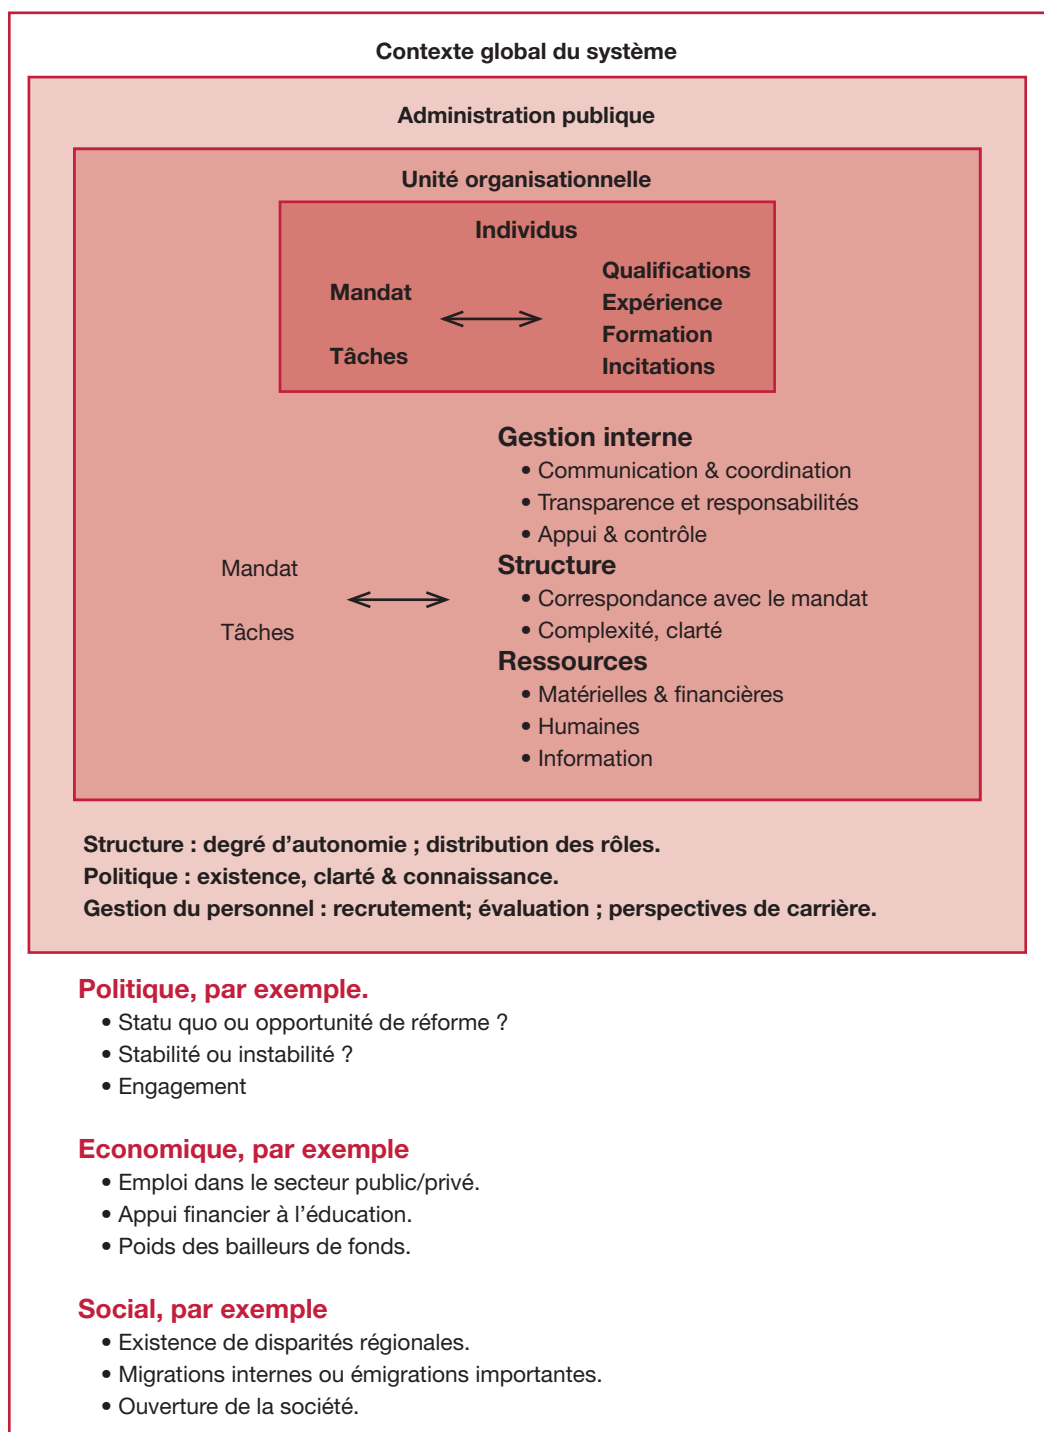 Contexte global du système
Administration publique
Unité organisationnelle
Individus
Mandat
Tâches
Qualifications
Expérience
Formation
Incitations
Mandat
Tâches
Gestion interne
• Communication & coordination
• Transparence et responsabilités
• Appui & contrôle
Structure
• Correspondance avec le mandat
• Complexité, clarté
Ressources
• Matérielles & financières
• Humaines
• Information
Structure : degré d’autonomie ; distribution des rôles.
Politique : existence, clarté & connaissance.
Gestion du personnel : recrutement; évaluation ; perspectives de carrière.
Politique, par exemple.
• Statu quo ou opportunité de réforme ?
• Stabilité ou instabilité ?
• Engagement
Economique, par exemple
• Emploi dans le secteur public/privé.
• Appui financier à l’éducation.
• Poids des bailleurs de fonds.
Social, par exemple
• Existence de disparités régionales.
• Migrations internes ou émigrations importantes.
• Ouverture de la société.